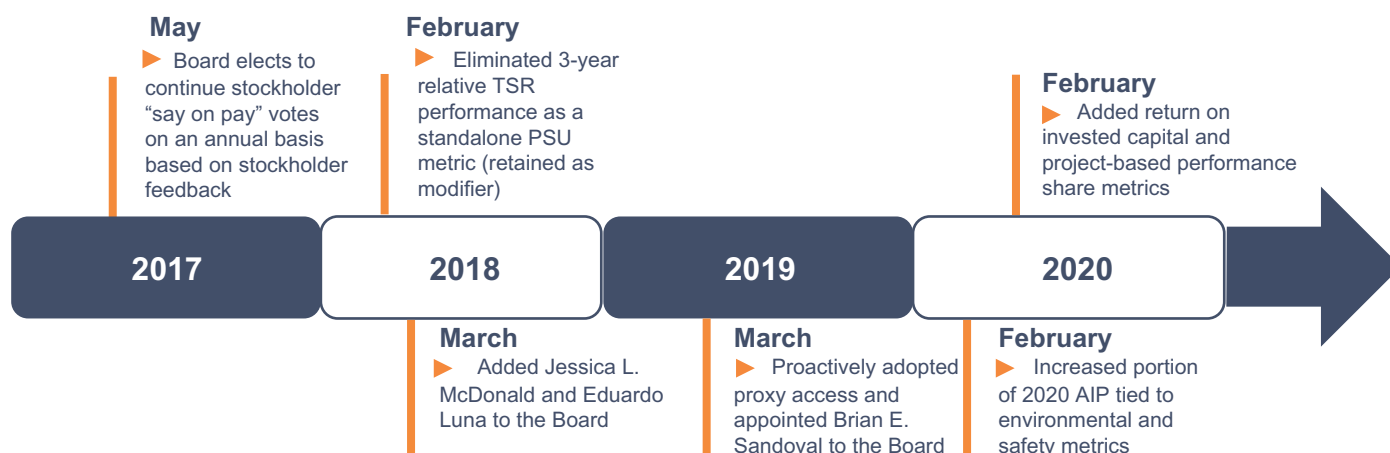 May
Board elects to
continue stockholder
“say on pay” votes
on an annual basis
based on stockholder
feedback
February
Eliminated 3-year
relative TSR
performance as a
standalone PSU
metric (retained as
modifier)
February
Added return on
invested capital and
project-based performance
share metrics
2017
2018
2019
2020
March
Added Jessica L.
McDonald and Eduardo
Luna to the Board
March
Proactively adopted
proxy access and
appointed Brian E.
Sandoval to the Board
February
Increased portion
of 2020 AIP tied to
environmental and
safety metrics